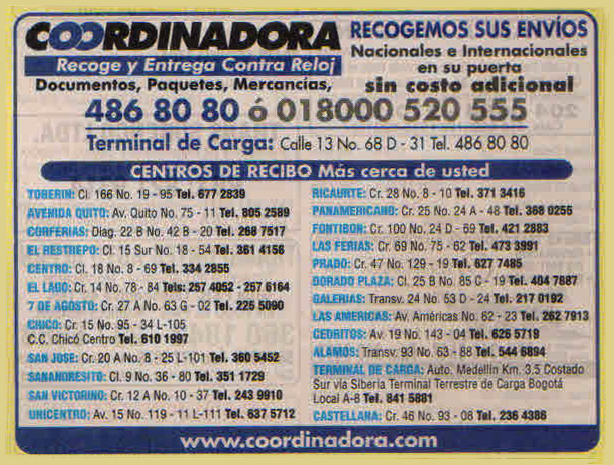 COORDINADORA
Recoge y Entrega Contra Reloj
RECOGEMOS SUS ENVÍOS
Nacionales e Internacionales
en su puerta
Documentos, Paquetes, Mercancías, sin costo adicional
486 80 80 ó 018000 520 555
Terminal de Carga: Calle 13 No. 68 D - 31 Tel. 486 80 80
CENTROS DE RECIBO Más cerca de usted
TOBERIN: Cl. 166 No. 19 - 95 Tel. 677 2839
AVENIDA QUITO: Av. Quito No. 75 - 11 Tel. 805 2589
CORFERIAS: Diag. 22 B No. 42 B - 20 Tel. 268 7517
EL RESTREPO: Cl. 15 Sur No. 18 - 54 Tel. 361 4156
CENTRO: Cl. 18 No. 8 - 69 Tel. 334 2855
EL LAGO: Cr. 14 No. 78 - 84 Tels: 257 4052 - 257 6164
7 DE AGOSTO: Cr. 27 A No. 63 G - 02 Tel. 225 5090
CHICO: Cr. 15 No. 95 - 34 L-105
C.C. Chicó Centro Tel. 610 1997
SAN JOSE: Cr. 20 A No. 8 - 25 L-101 Tel. 360 5452
SANANDRESITO: Cl. 9 No. 36 - 80 Tel. 351 1729
SAN VICTORINO: Cr. 12 A No. 10 - 37 Tel. 243 9910
UNICENTRO: Av. 15 No. 119 - 11 L-111 Tel. 637 5712
RICAURTE: Cr. 28 No. 8 - 10 Tel. 371 3416
PANAMERICANO: Cr. 25 No. 24 A - 48 Tel. 368 0255
FONTIBON: Cr. 100 No. 24 D - 69 Tel. 421 2883
LAS FERIAS: Cr. 69 No. 75 - 62 Tel. 473 3991
PRADO: Cr. 47 No. 129 - 19 Tel. 627 7485
DORADO PLAZA: Cl. 25 B No. 85 C - 19 Tel. 404 7887
GALERIAS: Transv. 24 No. 53 D - 24 Tel. 217 0192
LAS AMERICAS: Av. Américas No. 62 - 23 Tel. 262 7913
CEDRITOS: Av. 19 No. 143 - 04 Tel. 626 5719
ALAMOS: Transv. 93 No. 63 - 88 Tel. 544 6894
TERMINAL DE CARGA: Auto. Medellín Km. 3.5 Costado
Sur vía Siberia Terminal Terrestre de Carga Bogotá
Local A-8 Tel. 841 5881
CASTELLANA: Cr. 46 No. 93 - 08 Tel. 236 4386
www.coordinadora.com